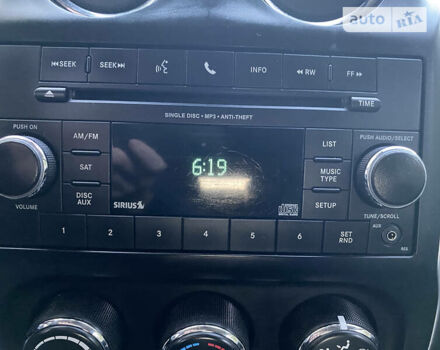 auto RIA
⏮SEEK SEEK⏭ INFO ◀◀RW FF▶▶
TIME
SINGLE DISC • MP3 • ANTI-THEFT
PUSH ON AM/FM LIST PUSH AUDIO/SELECT
6:19
SAT MUSIC TYPE
DISC AUX SETUP
VOLUME SIRIUS disc TUNE/SCROLL
1 2 3 4 5 6 SET RND AUX